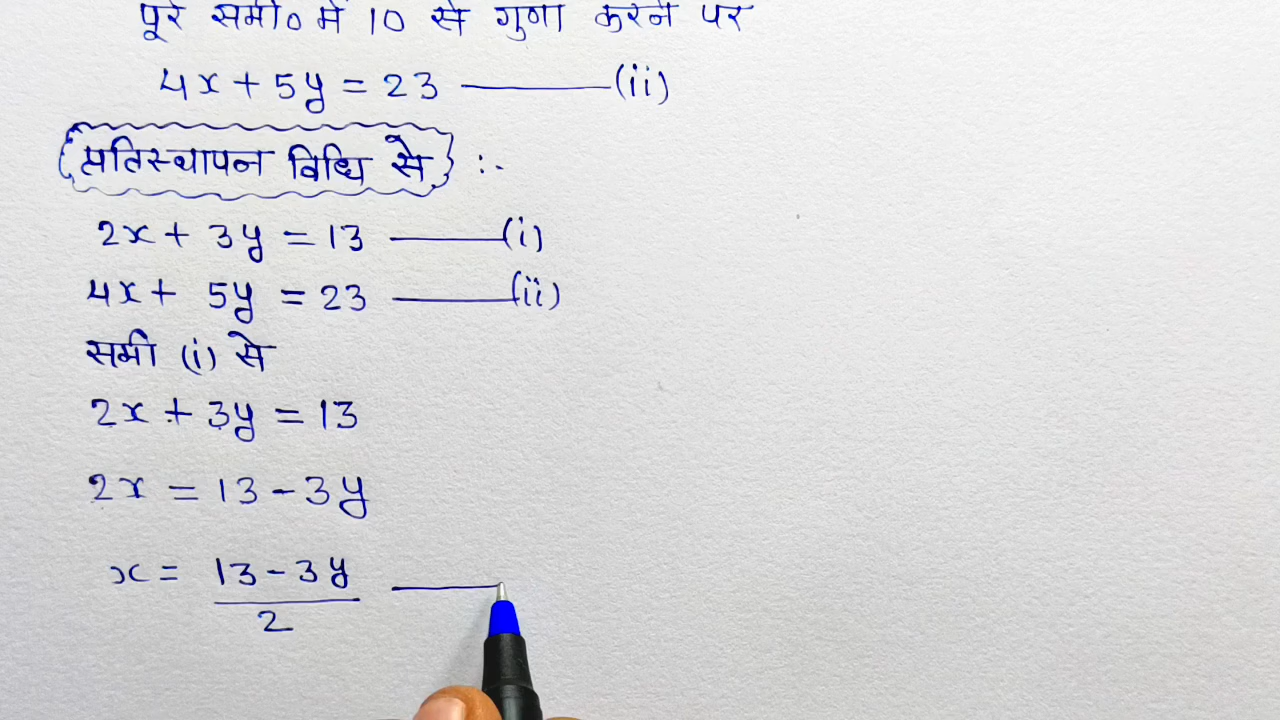 पूरे समी० में 10 से गुणा करने पर
4x + 5y = 23 ———(ii)
प्रतिस्थापन विधि से :-
2x + 3y = 13 ———(i)
4x + 5y = 23 ———(ii)
समी (i) से
2x + 3y = 13
2x = 13 - 3y
x = 13 - 3y ———
2